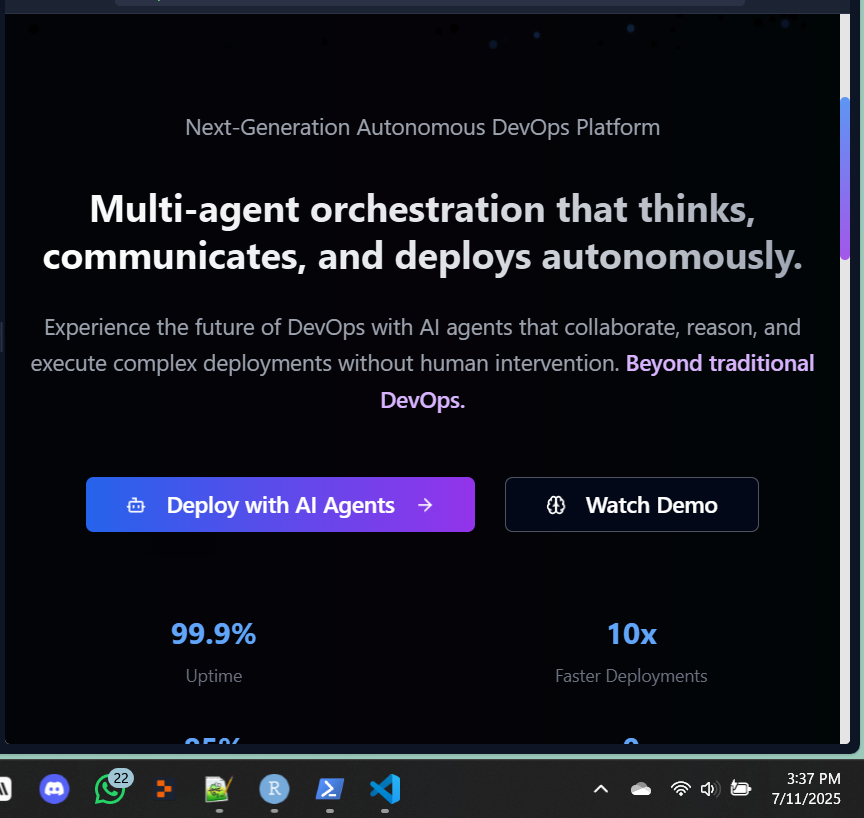 Next-Generation Autonomous DevOps Platform
Multi-agent orchestration that thinks,
communicates, and deploys autonomously.
Experience the future of DevOps with AI agents that collaborate, reason, and
execute complex deployments without human intervention. Beyond traditional
DevOps.
Deploy with AI Agents
Watch Demo
99.9%
10x
Uptime
Faster Deployments
22
R
3:37 PM
7/11/2025